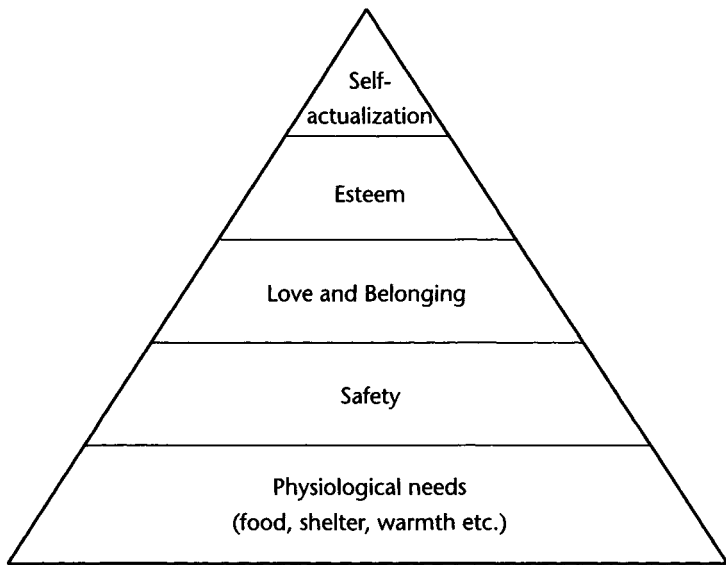 Self-
actualization
Esteem
Love and Belonging
Safety
Physiological needs
(food, shelter, warmth etc.)